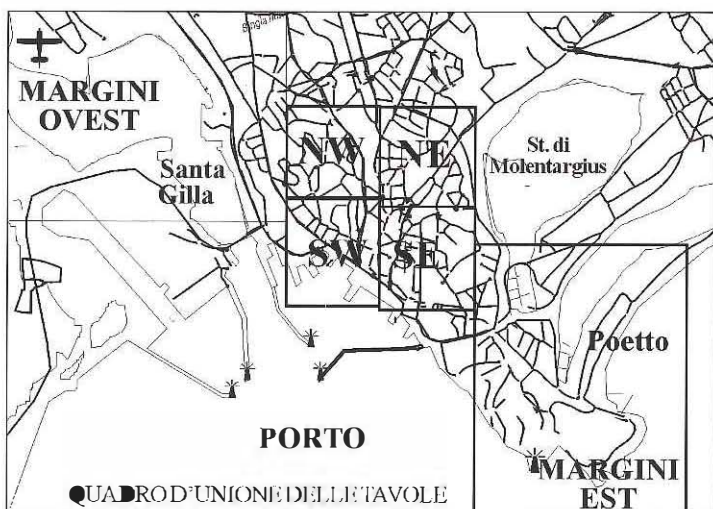 MARGINI
OVEST
Santa
Gilla
NW
NE
St. di
Molentargius
SW
SE
Poetto
PORTO
MARGINI
EST
QUADRO D'UNIONE DELLE TAVOLE